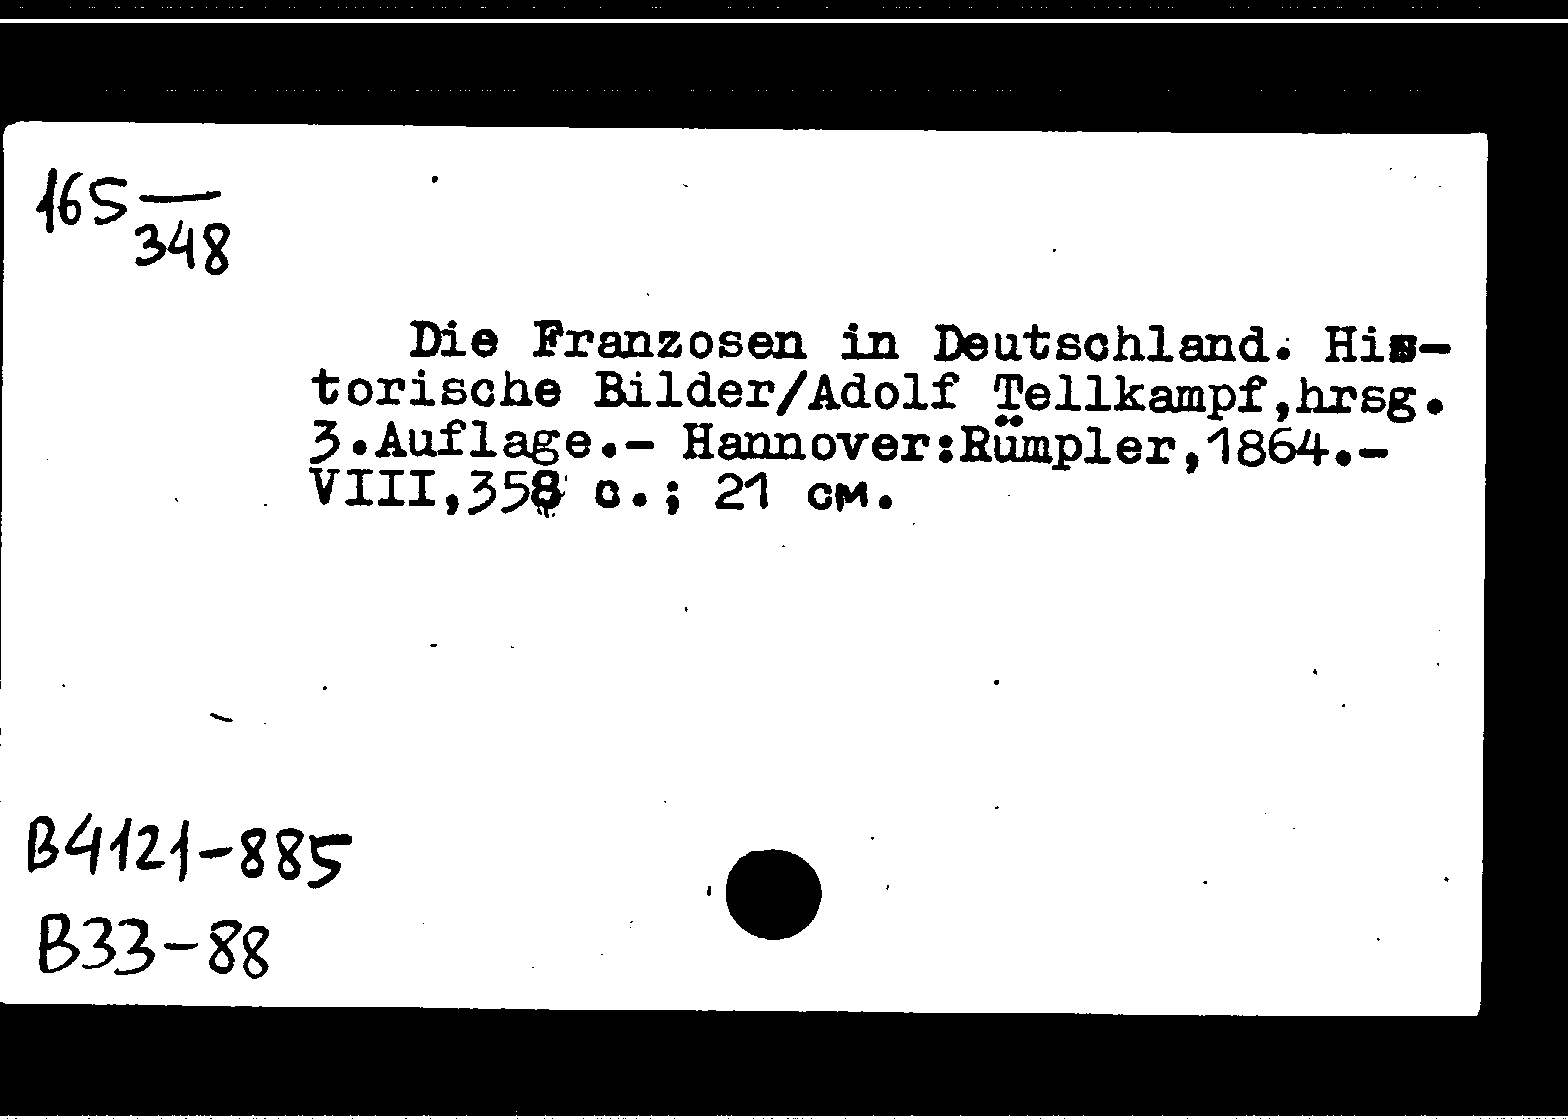 165—
348
Die Franzosen in Deutschland. His-
torische Bilder/Adolf Tellkampf,hrsg.
3.Auflage.— Hannover:Rümpler,1864.—
VIII,358 с.; 21 см.
B4121-885
B33-88